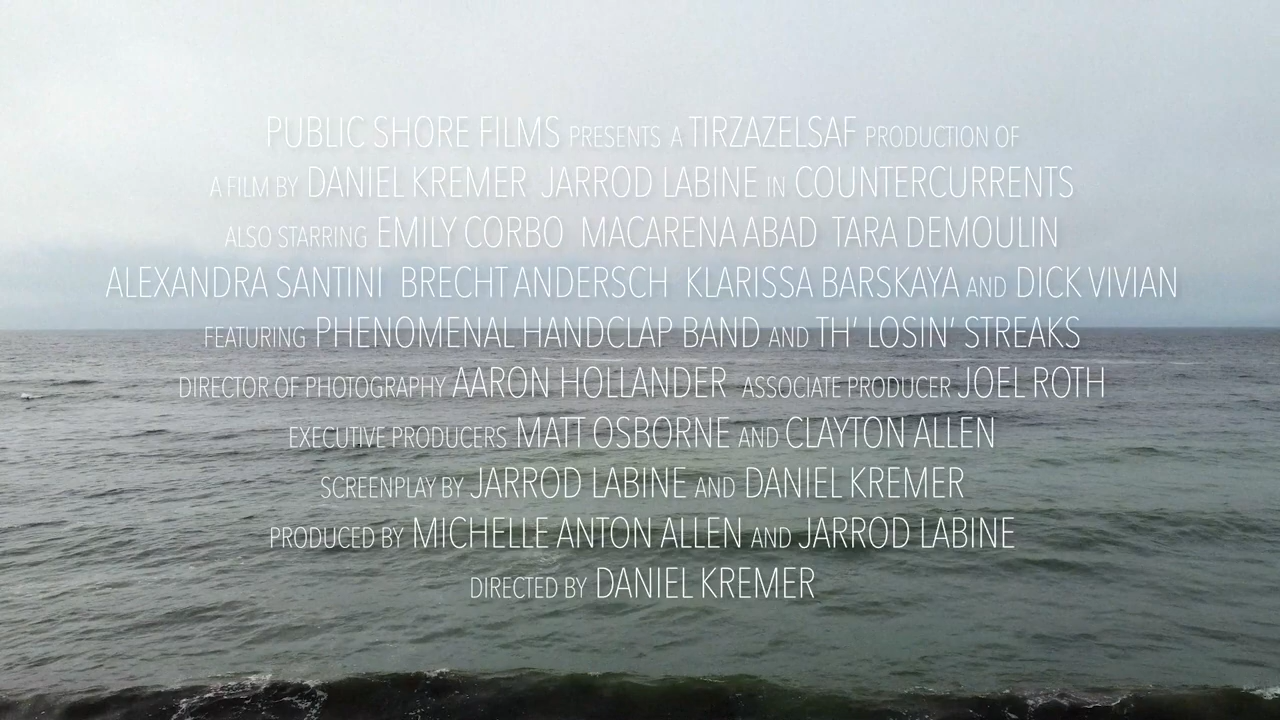 PUBLIC SHORE FILMS PRESENTS A TIRZAZELSAF PRODUCTION OF
A FILM BY DANIEL KREMER JARROD LABINE IN COUNTERCURRENTS
ALSO STARRING EMILY CORBO MACARENA ABAD TARA DEMOULIN
ALEXANDRA SANTINI BRECHT ANDERSCH KLARISSA BARSKAYA AND DICK VIVIAN
FEATURING PHENOMENAL HANDCLAP BAND AND TH' LOSIN' STREAKS
DIRECTOR OF PHOTOGRAPHY AARON HOLLANDER ASSOCIATE PRODUCER JOEL ROTH
EXECUTIVE PRODUCERS MATT OSBORNE AND CLAYTON ALLEN
SCREENPLAY BY JARROD LABINE AND DANIEL KREMER
PRODUCED BY MICHELLE ANTON ALLEN AND JARROD LABINE
DIRECTED BY DANIEL KREMER